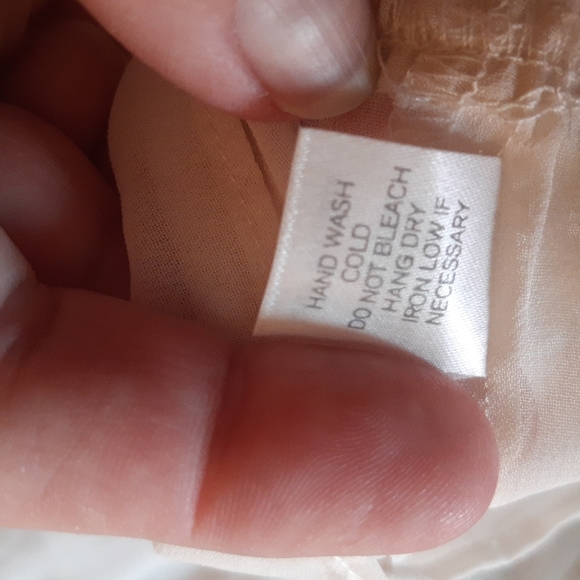 HAND WASH
COLD
DO NOT BLEACH
HANG DRY
IRON LOW IF
NECESSARY